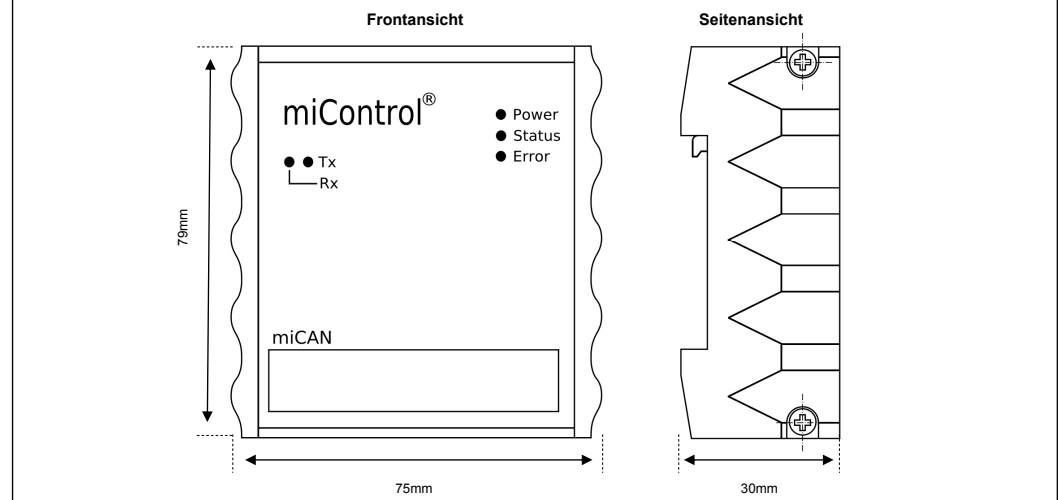 Frontansicht
Seitenansicht
miControl®
Power
Status
Error
Tx
Rx
79mm
miCAN
75mm
30mm